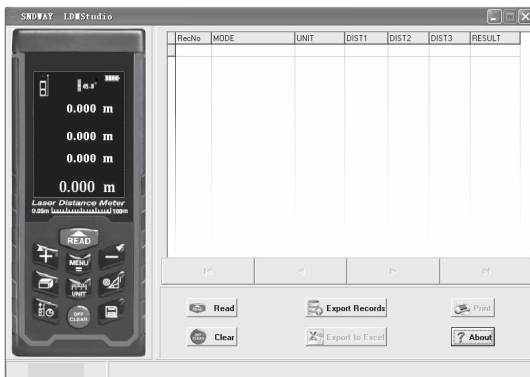 SNDWAY LDMStudio
0.000 m
0.000 m
0.000 m
0.000 m
Laser Distance Meter
0.05m 100m
READ
MENU
UNIT
OFF
CLEAR
RecNo MODE UNIT DIST1 DIST2 DIST3 RESULT
Read Export Records Print
Clear Export to Excel About